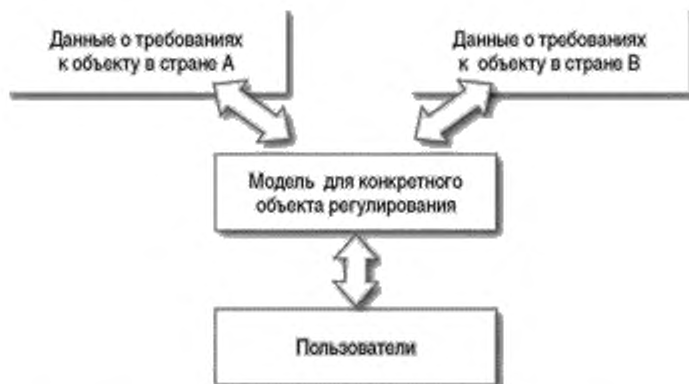 Данные о требованиях
к объекту в стране A
Данные о требованиях
к объекту в стране B
Модель для конкретного
объекта регулирования
Пользователи